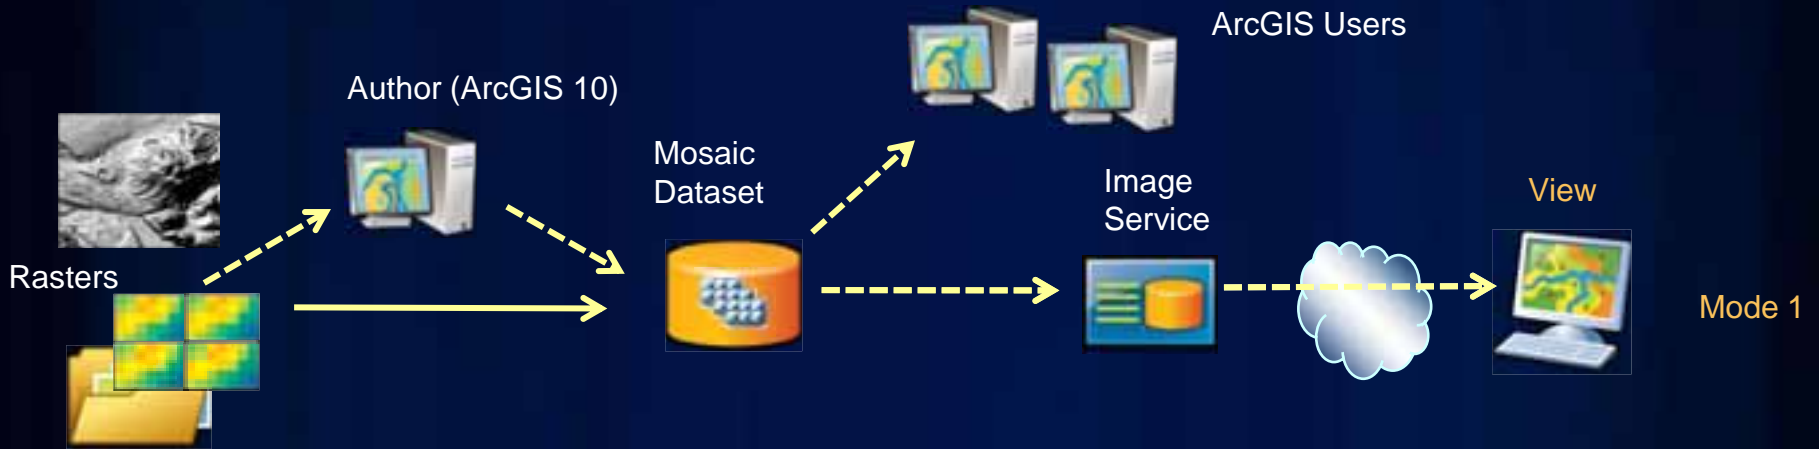 ArcGIS Users
Author (ArcGIS 10)
Mosaic
Dataset
Image
Service
View
Rasters
Mode 1